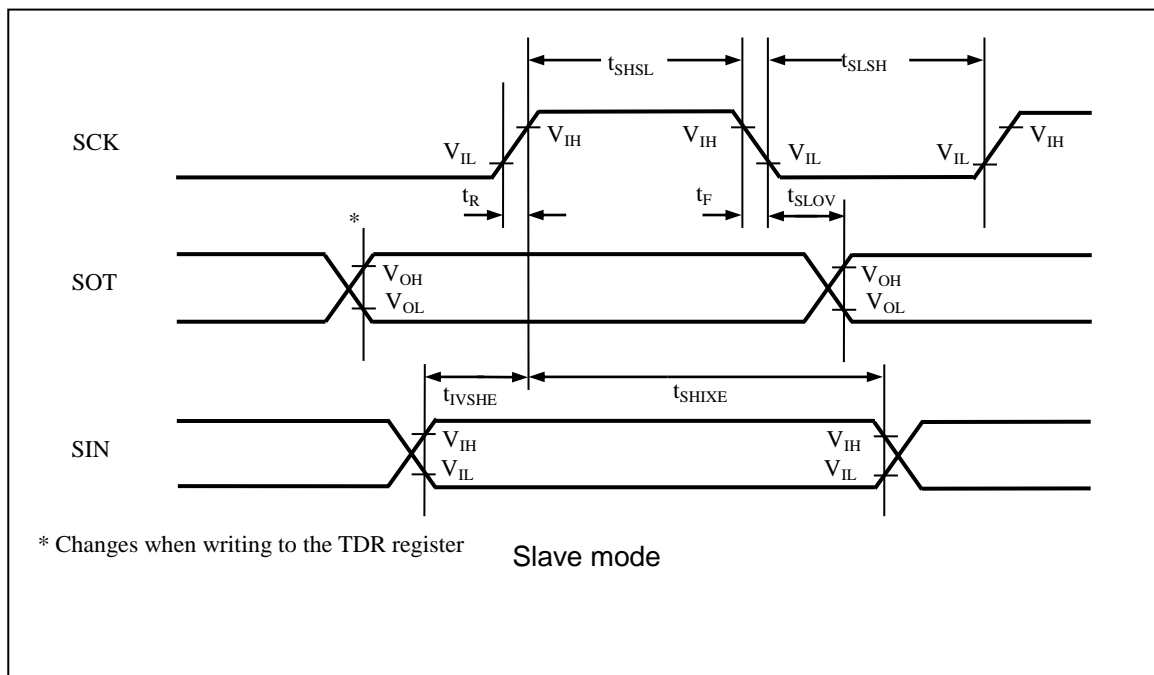 tSHSL
tSLSH
SCK
VIH
VIH
VIH
VIL
VIL
VIL
tR
tF
tSLOV
*
SOT
VOH
VOH
VOL
VOL
tIVSHE
tSHIXE
SIN
VIH
VIH
VIL
VIL
* Changes when writing to the TDR register
Slave mode